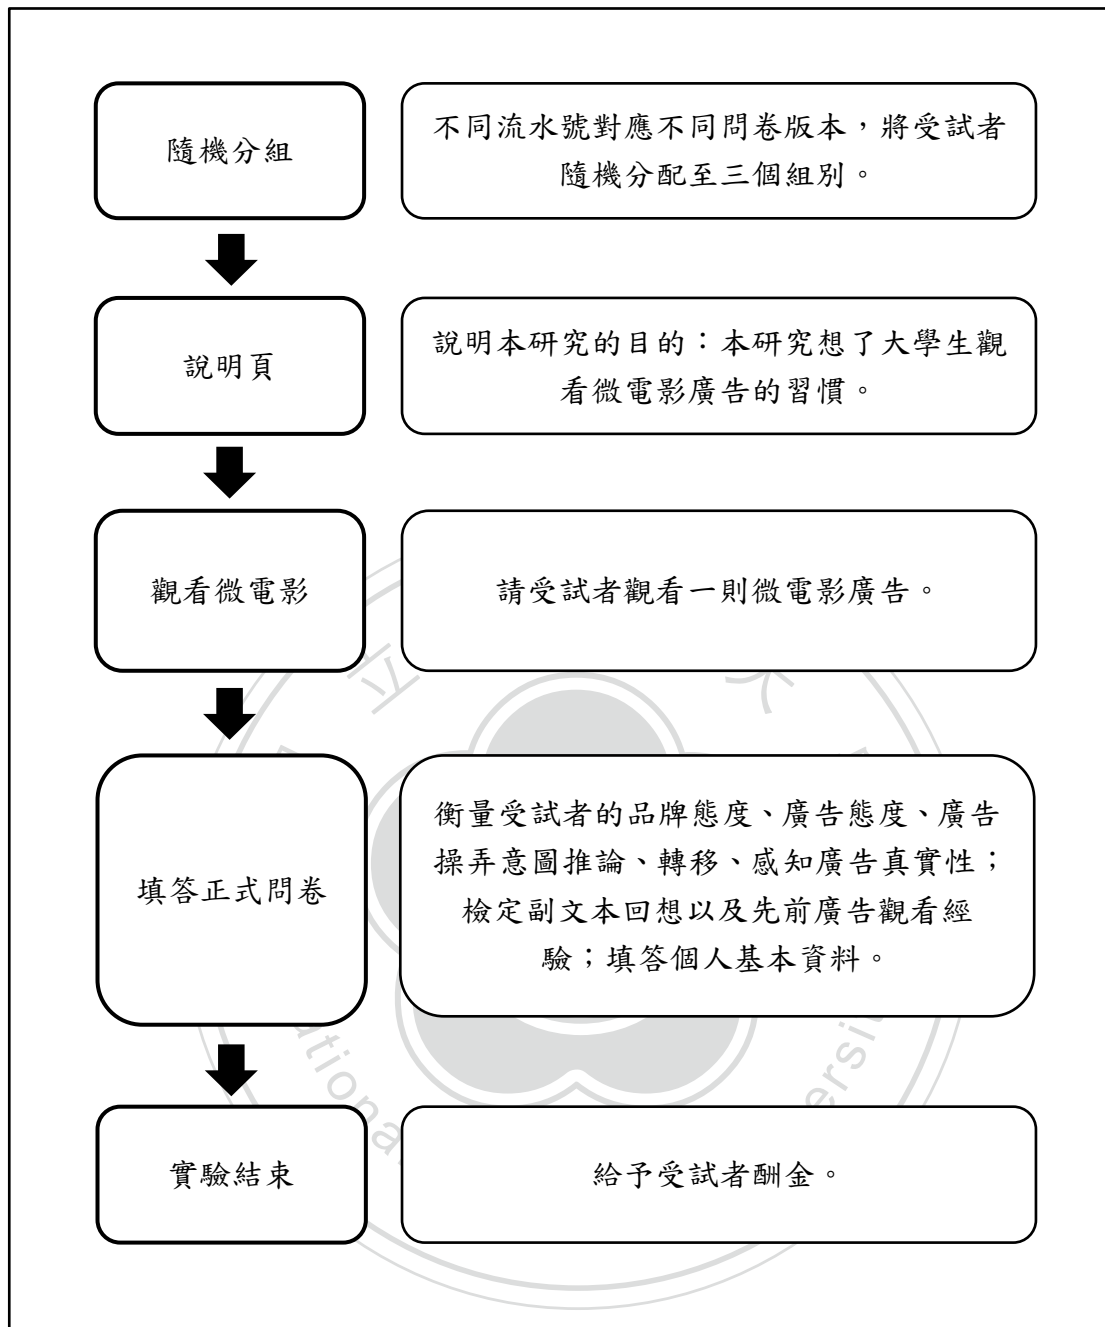 隨機分組
不同流水號對應不同問卷版本，將受試者
隨機分配至三個組別。
說明頁
說明本研究的目的：本研究想了大學生觀
看微電影廣告的習慣。
觀看微電影
請受試者觀看一則微電影廣告。
立 大
填答正式問卷
衡量受試者的品牌態度、廣告態度、廣告
操弄意圖推論、轉移、感知廣告真實性；
檢定副文本回想以及先前廣告觀看經
驗；填答個人基本資料。
實驗結束
給予受試者酬金。